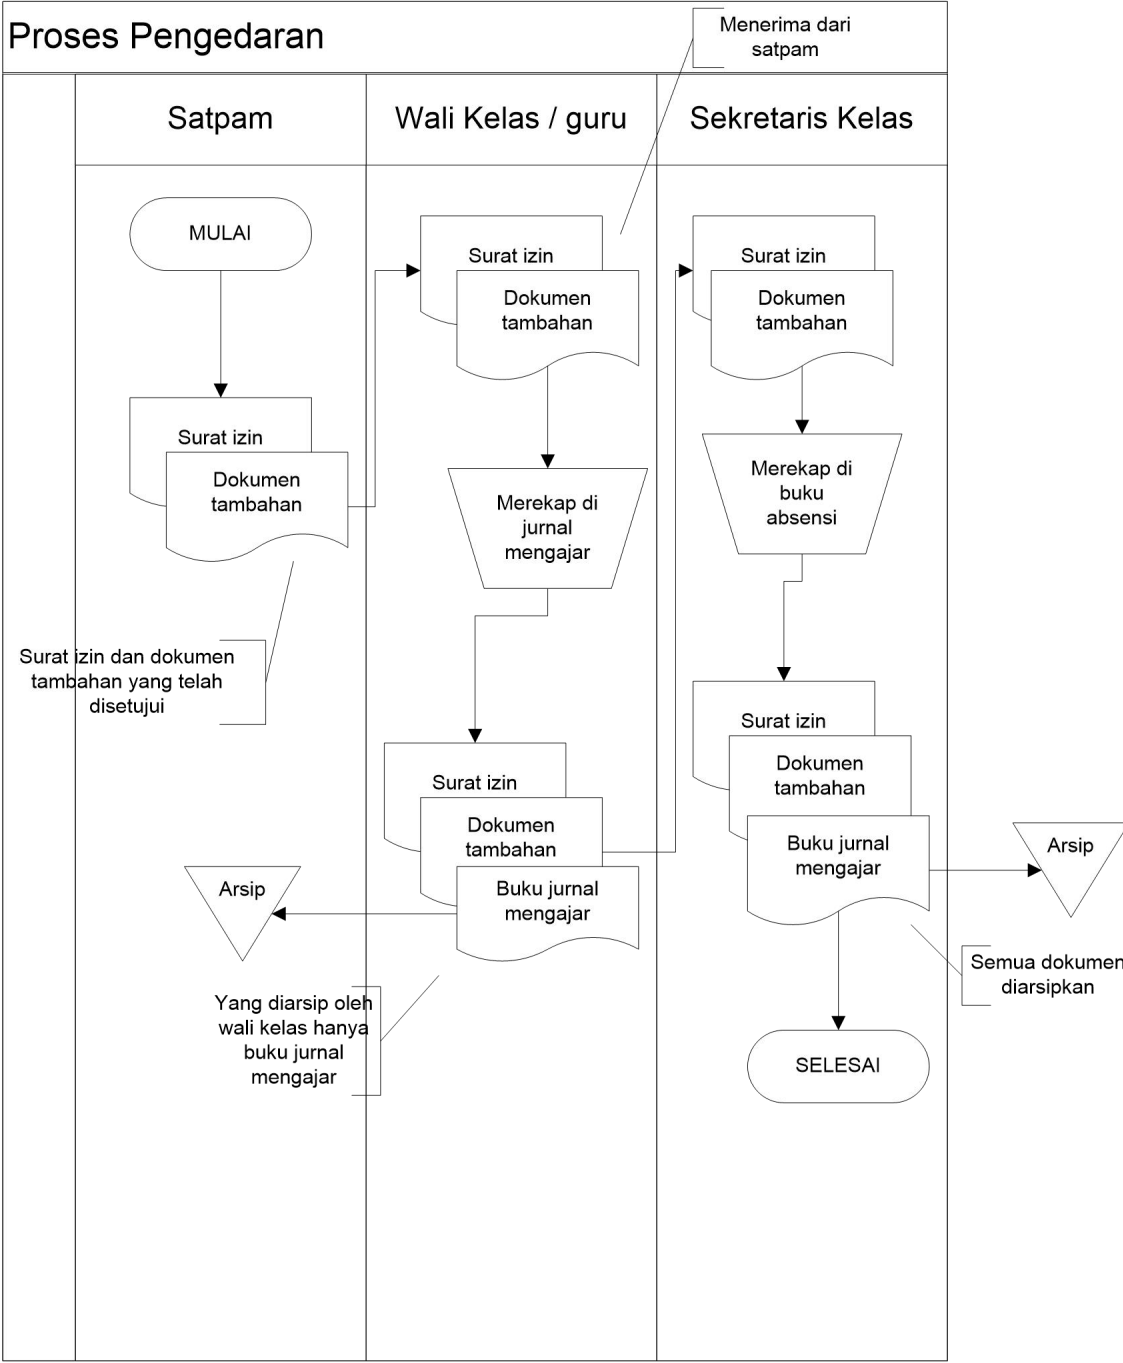 Proses Pengedaran
Menerima dari
satpam
Satpam
Wali Kelas / guru
Sekretaris Kelas
MULAI
Surat izin
Dokumen
tambahan
Surat izin dan dokumen
tambahan yang telah
disetujui
Surat izin
Dokumen
tambahan
Merekap di
jurnal
mengajar
Surat izin
Dokumen
tambahan
Buku jurnal
mengajar
Arsip
Yang diarsip oleh
wali kelas hanya
buku jurnal
mengajar
Surat izin
Dokumen
tambahan
Merekap di
buku
absensi
Surat izin
Dokumen
tambahan
Buku jurnal
mengajar
Arsip
Semua dokumen
diarsipkan
SELESAI